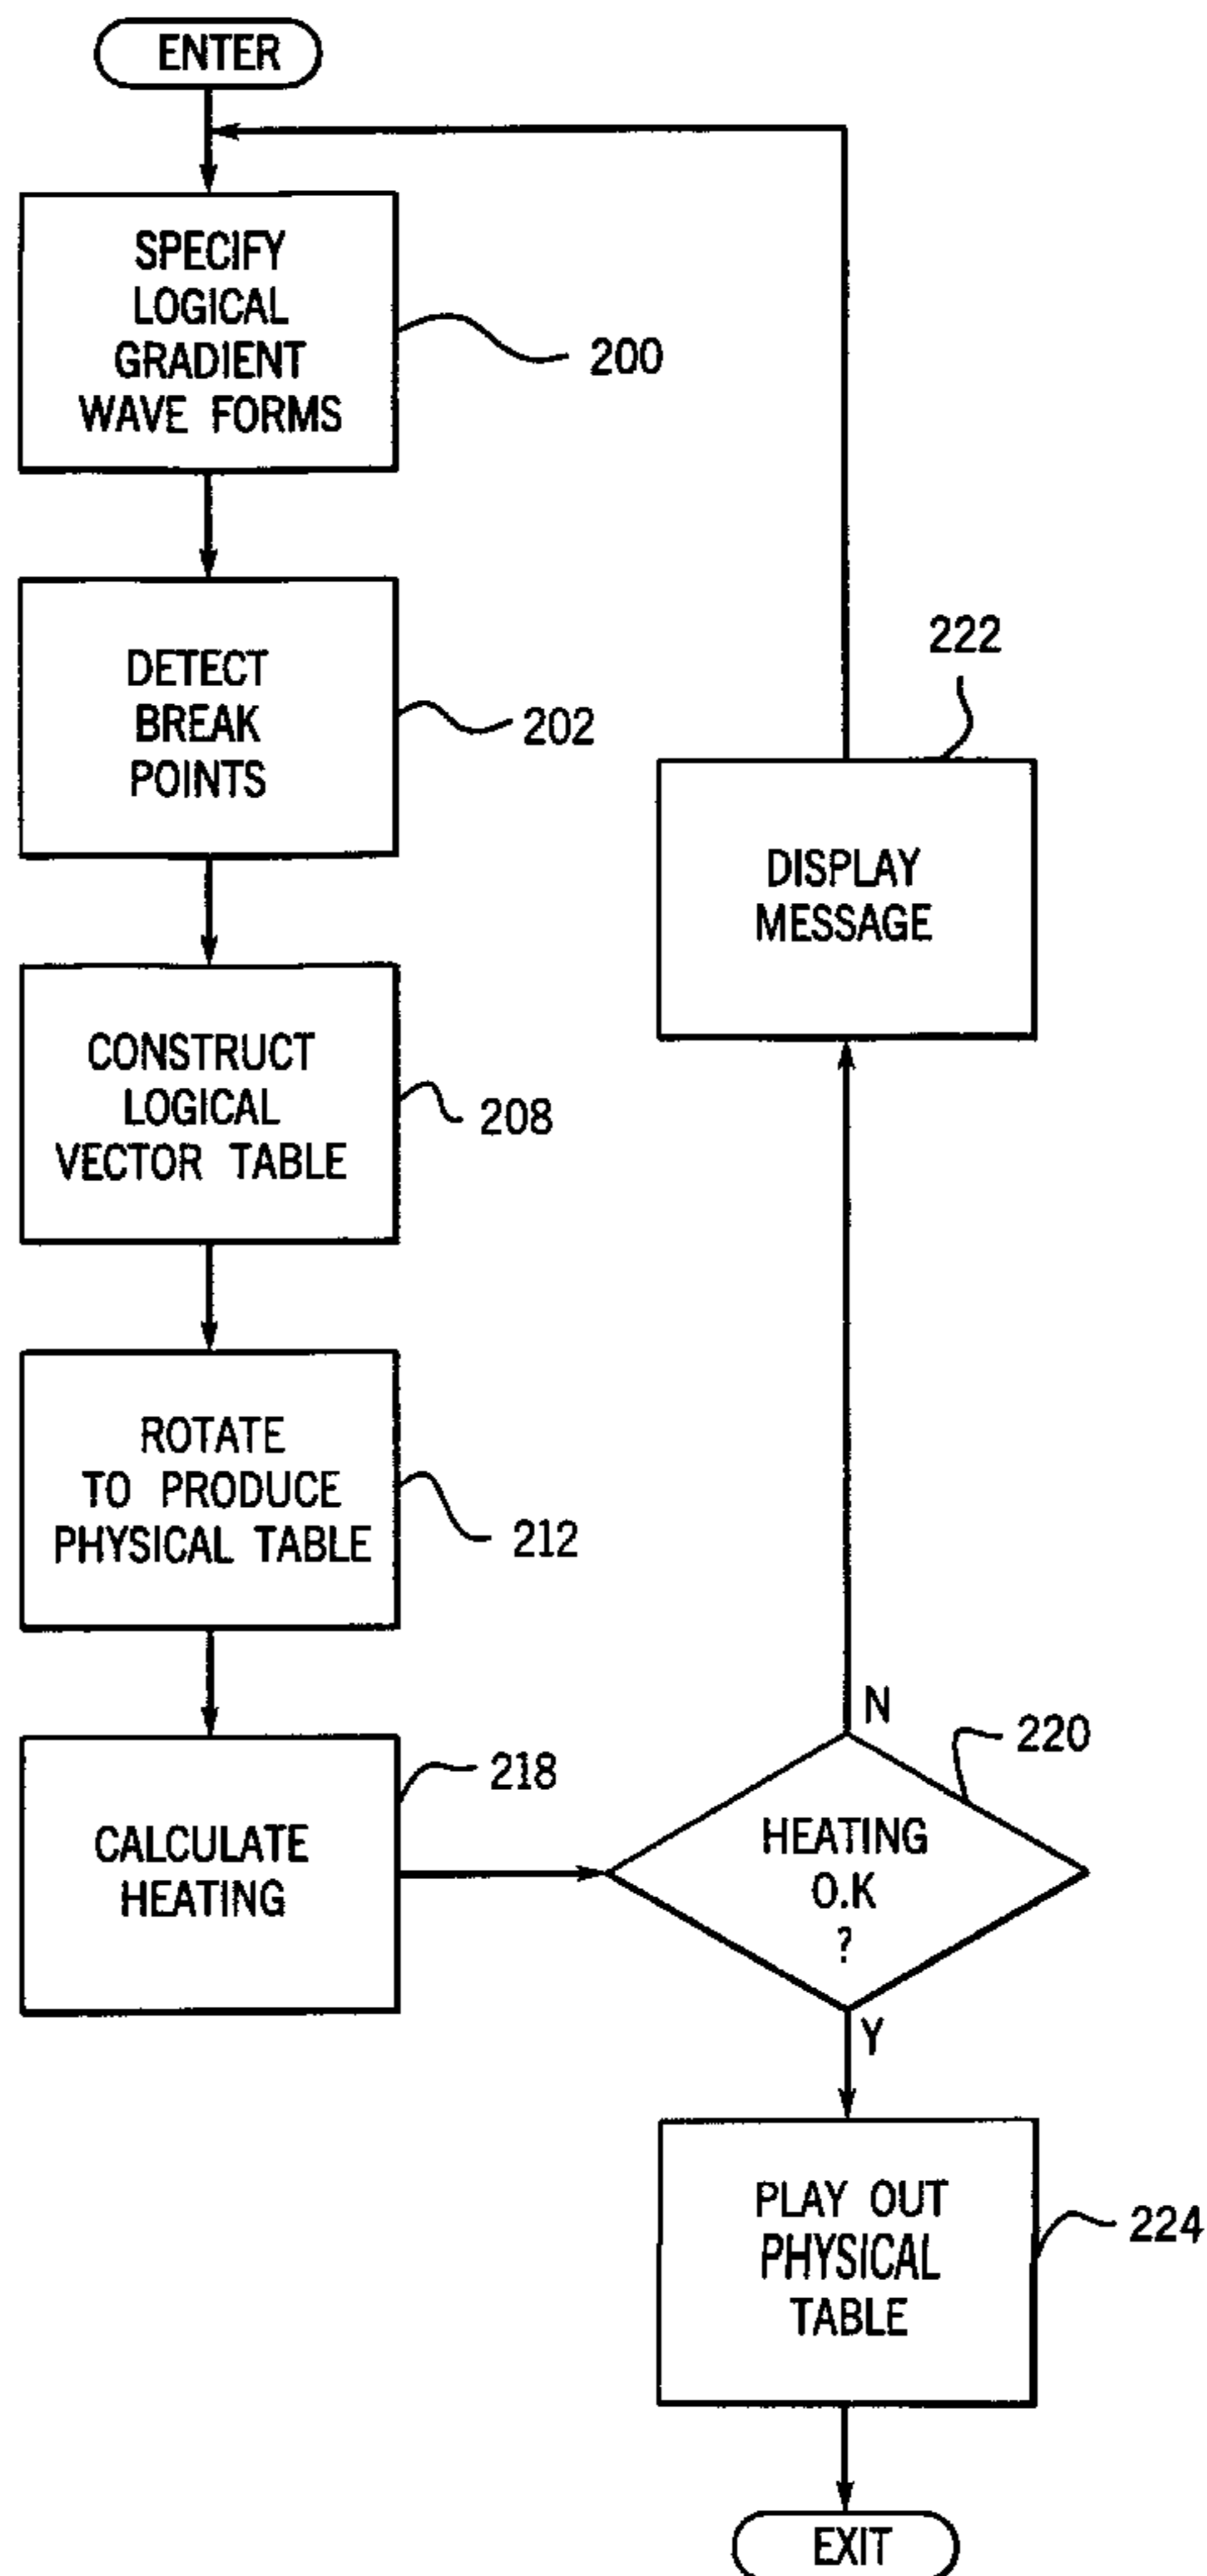 ENTER
SPECIFY
LOGICAL
GRADIENT
WAVE FORMS
200
DETECT
BREAK
POINTS
202
CONSTRUCT
LOGICAL
VECTOR TABLE
208
ROTATE
TO PRODUCE
PHYSICAL TABLE
212
CALCULATE
HEATING
218
HEATING
O.K
?
220
N
222
DISPLAY
MESSAGE
Y
PLAY OUT
PHYSICAL
TABLE
224
EXIT